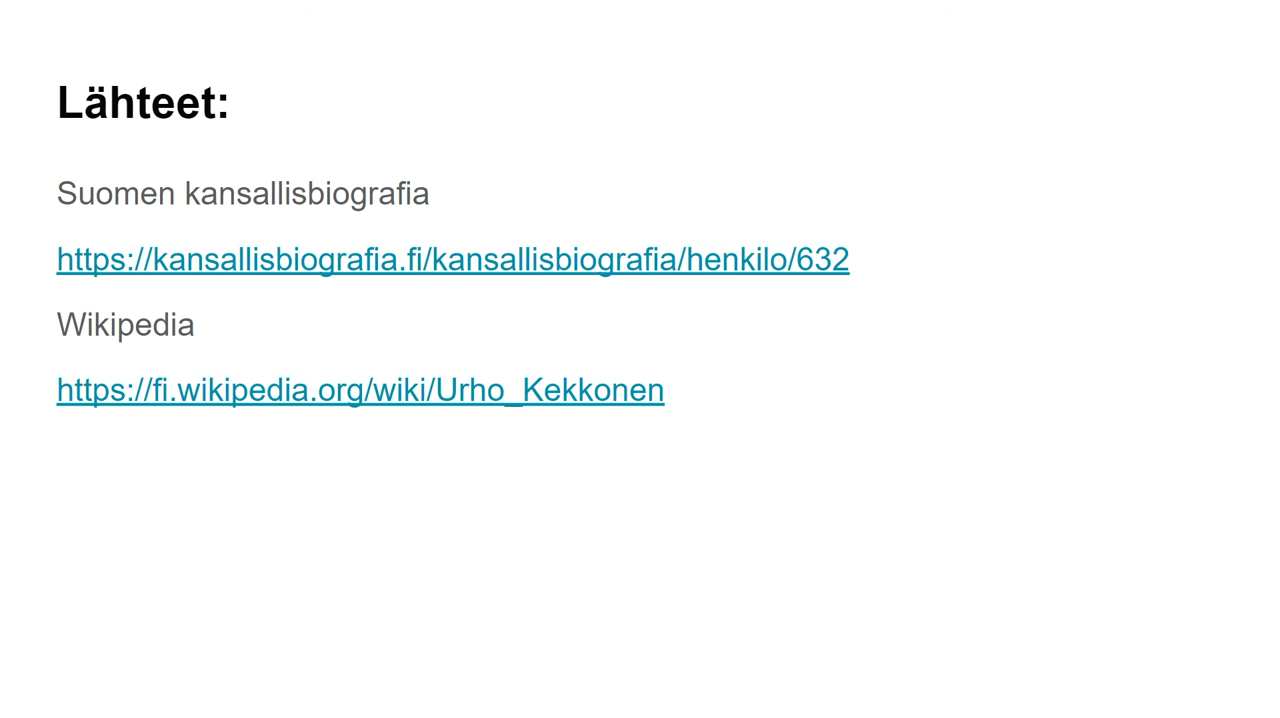 Lähteet:
Suomen kansallisbiografia
https://kansallisbiografia.fi/kansallisbiografia/henkilo/632
Wikipedia
https://fi.wikipedia.org/wiki/Urho_Kekkonen